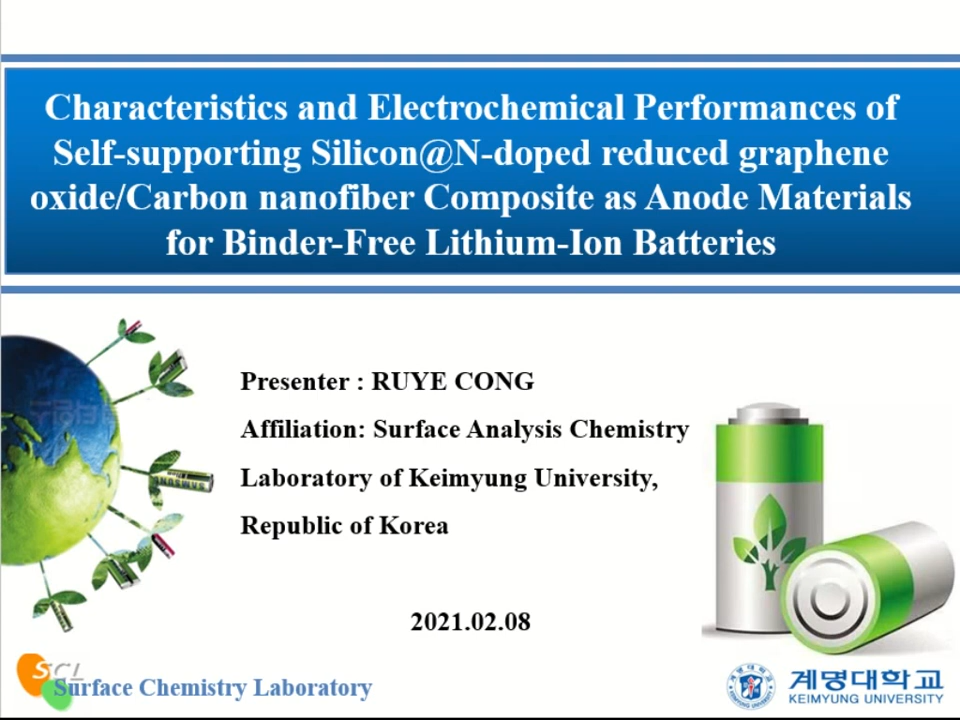 Characteristics and Electrochemical Performances of
Self-supporting Silicon@N-doped reduced graphene
oxide/Carbon nanofiber Composite as Anode Materials
for Binder-Free Lithium-Ion Batteries
Presenter : RUYE CONG
Affiliation: Surface Analysis Chemistry
Laboratory of Keimyung University,
Republic of Korea
2021.02.08
SCL
Surface Chemistry Laboratory
계명대학교
KEIMYUNG UNIVERSITY